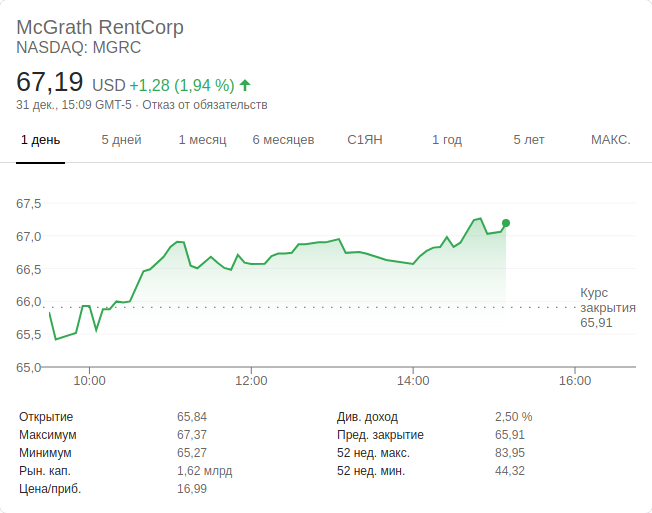 McGrath RentCorp
NASDAQ: MGRC
67,19 USD +1,28 (1,94 %)
31 дек., 15:09 GMT-5 · Отказ от обязательств
1 день 5 дней 1 месяц 6 месяцев С1ЯН 1 год 5 лет МАКС.
67,5
67,0
66,5
66,0
65,5
65,0
Курс
закрытия
65,91
10:00 12:00 14:00 16:00
Открытие 65,84 Див. доход 2,50 %
Максимум 67,37 Пред. закрытие 65,91
Минимум 65,27 52 нед. макс. 83,95
Рын. кап. 1,62 млрд 52 нед. мин. 44,32
Цена/приб. 16,99